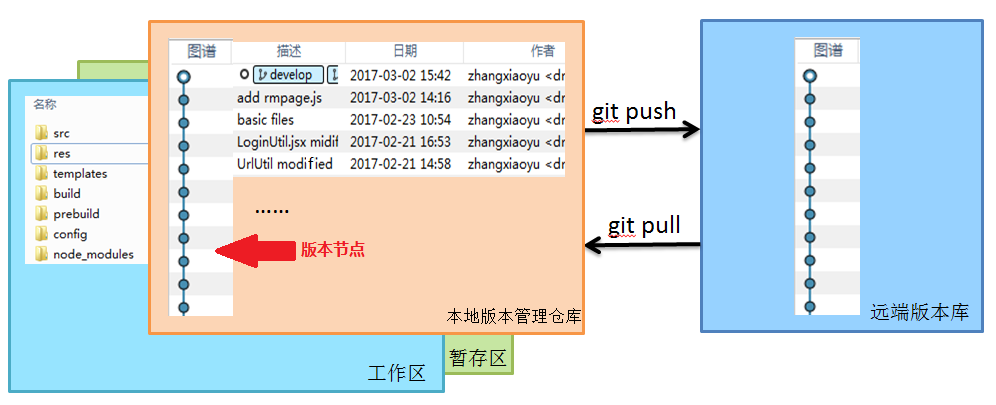 图谱 描述 日期 作者
develop 2017-03-02 15:42 zhangxiaoyu <dr
add rmpage.js 2017-03-02 14:16 zhangxiaoyu <dr
basic files 2017-02-23 10:54 zhangxiaoyu <dr
LoginUtil.jsx midif 2017-02-21 16:53 zhangxiaoyu <dr
UrlUtil modified 2017-02-21 14:58 zhangxiaoyu <dr
......
版本节点
本地版本管理仓库
名称
src
res
templates
build
prebuild
config
node_modules
工作区
暂存区
git push
git pull
图谱
远端版本库